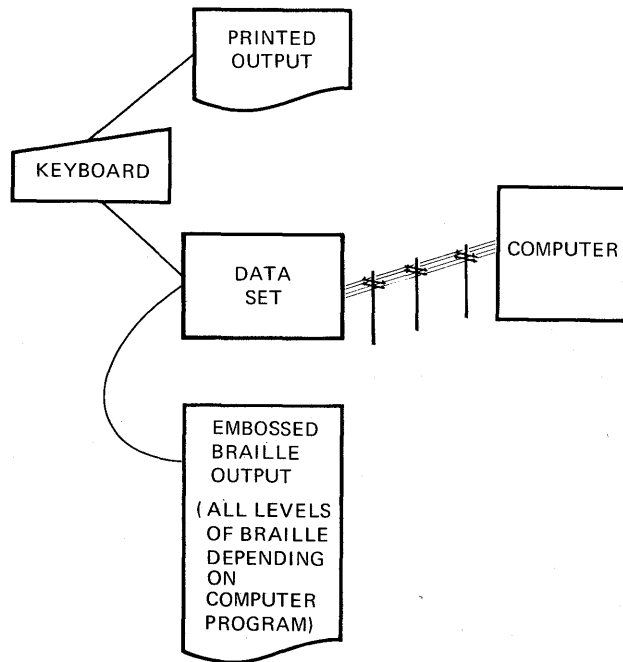 PRINTED
OUTPUT
KEYBOARD
DATA
SET
COMPUTER
EMBOSSED
BRAILLE
OUTPUT
(ALL LEVELS
OF BRAILLE
DEPENDING
ON
COMPUTER
PROGRAM)